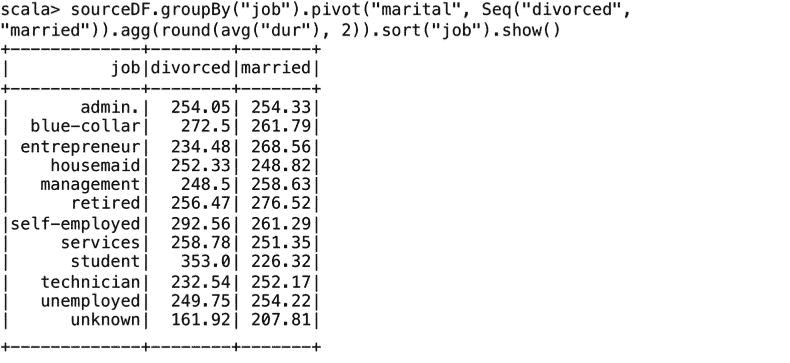 scala> sourceDF.groupBy("job").pivot("marital", Seq("divorced",
"married")).agg(round(avg("dur"), 2)).sort("job").show()
+-------------+--------+-------+
|          job|divorced|married|
+-------------+--------+-------+
|       admin.|  254.05| 254.33|
|  blue-collar|   272.5| 261.79|
| entrepreneur|  234.48| 268.56|
|    housemaid|  252.33| 248.82|
|   management|   248.5| 258.63|
|      retired|  256.47| 276.52|
|self-employed|  292.56| 261.29|
|     services|  258.78| 251.35|
|      student|   353.0| 226.32|
|   technician|  232.54| 252.17|
|   unemployed|  249.75| 254.22|
|      unknown|  161.92| 207.81|
+-------------+--------+-------+